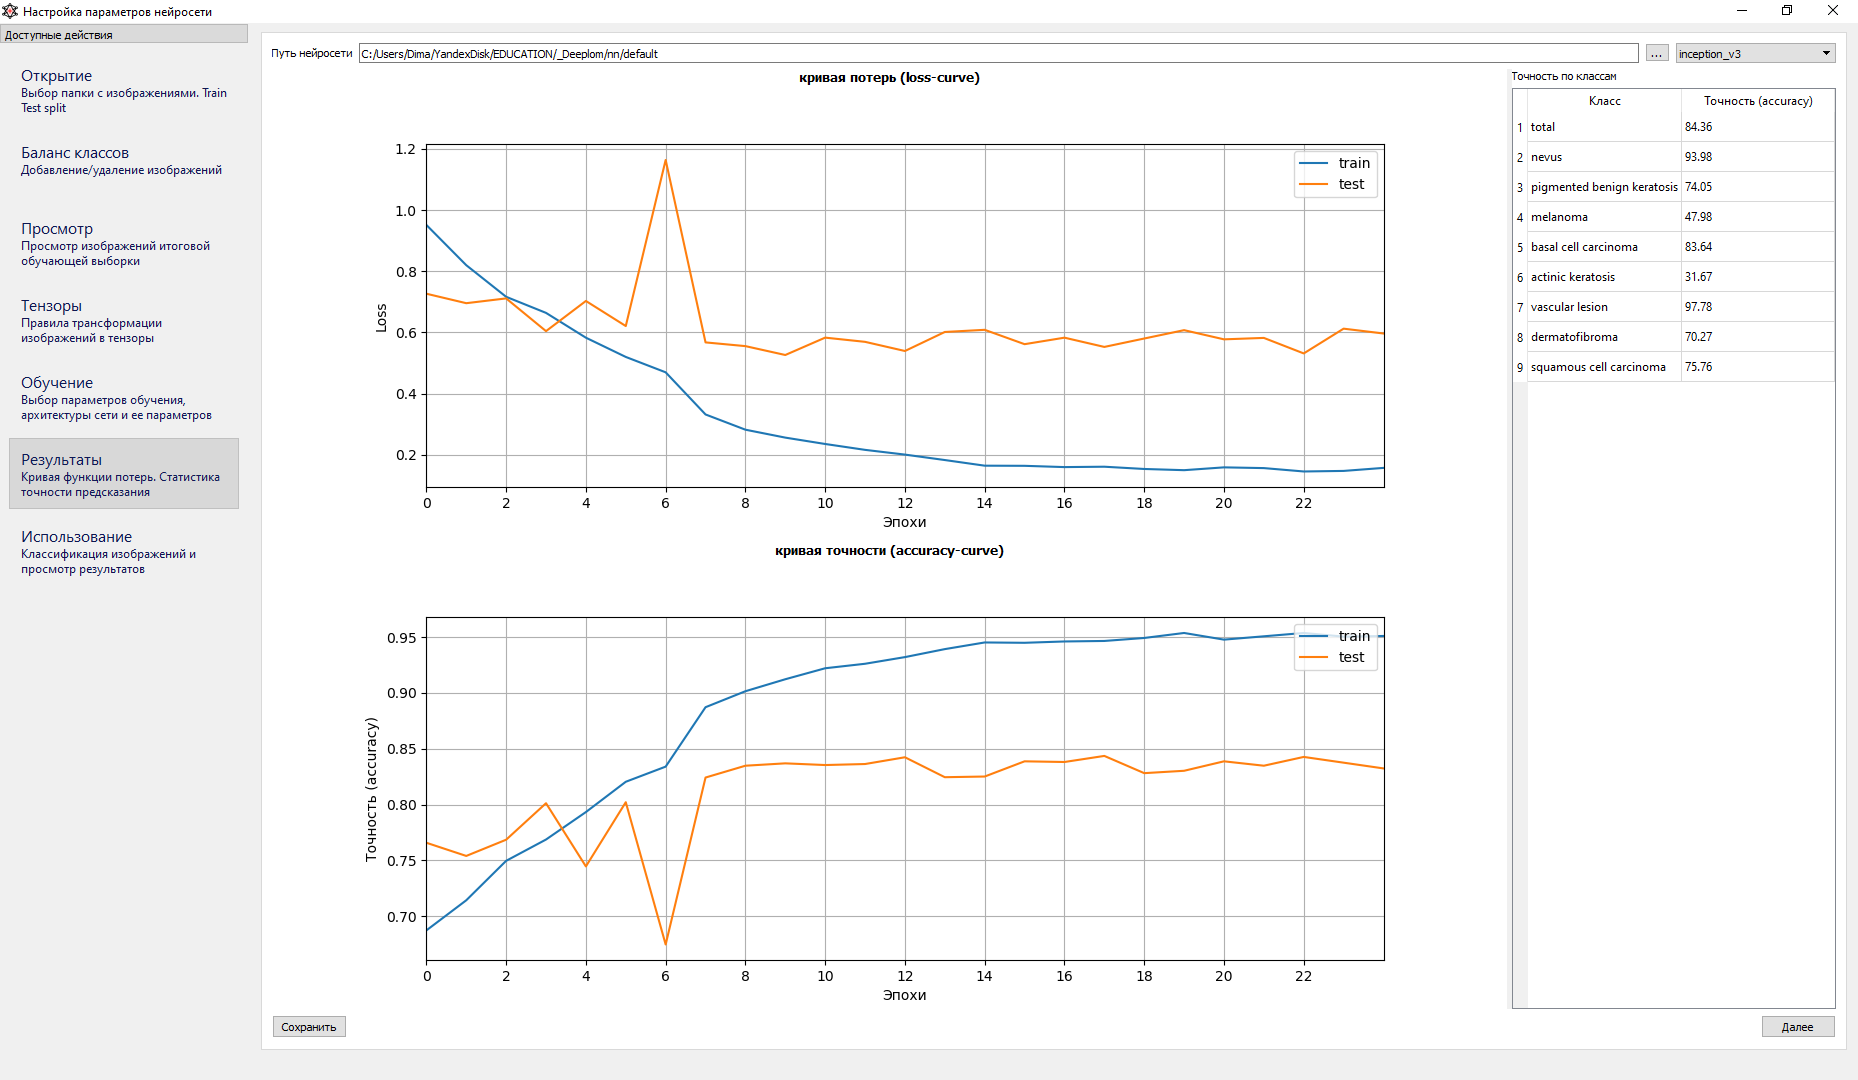 Настройка параметров нейросети
Доступные действия
Открытие
Выбор папки с изображениями. Train
Test split
Баланс классов
Добавление/удаление изображений
Просмотр
Просмотр изображений итоговой
обучающей выборки
Тензоры
Правила трансформации
изображений в тензоры
Обучение
Выбор параметров обучения,
архитектуры сети и ее параметров
Результаты
Кривая функции потерь. Статистика
точности предсказания
Использование
Классификация изображений и
просмотр результатов
Путь нейросети C:/Users/Dima/YandexDisk/EDUCATION/_Deeplom/nn/default ... inception_v3
кривая потерь (loss-curve)
1.2
1.0
0.8
0.6
0.4
0.2
Loss
train
test
0 2 4 6 8 10 12 14 16 18 20 22
Эпохи
кривая точности (accuracy-curve)
0.95
0.90
0.85
0.80
0.75
0.70
Точность (accuracy)
train
test
0 2 4 6 8 10 12 14 16 18 20 22
Эпохи
Точность по классам
Класс Точность (accuracy)
1 total 84.36
2 nevus 93.98
3 pigmented benign keratosis 74.05
4 melanoma 47.98
5 basal cell carcinoma 83.64
6 actinic keratosis 31.67
7 vascular lesion 97.78
8 dermatofibroma 70.27
9 squamous cell carcinoma 75.76
Сохранить
Далее